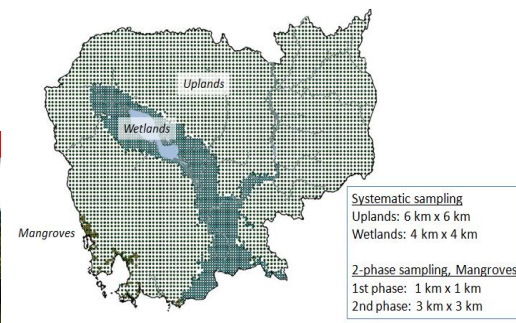 Uplands
Wetlands
Mangroves
Systematic sampling
Uplands: 6 km x 6 km
Wetlands: 4 km x 4 km
2-phase sampling, Mangroves
1st phase: 1 km x 1 km
2nd phase: 3 km x 3 km